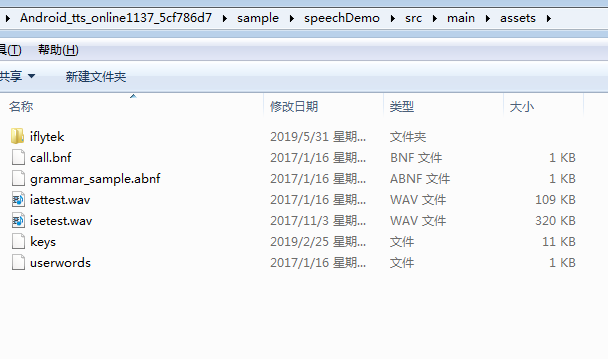 Android_tts_online1137_5cf786d7 ▸ sample ▸ speechDemo ▸ src ▸ main ▸ assets ▸
具(T) 帮助(H)
共享 ▼ 新建文件夹
名称 修改日期 类型 大小
iflytek 2019/5/31 星期... 文件夹
call.bnf 2017/1/16 星期... BNF 文件 1 KB
grammar_sample.abnf 2017/1/16 星期... ABNF 文件 1 KB
iattest.wav 2017/1/16 星期... WAV 文件 109 KB
isetest.wav 2017/11/3 星期... WAV 文件 320 KB
keys 2019/2/25 星期... 文件 11 KB
userwords 2017/1/16 星期... 文件 1 KB